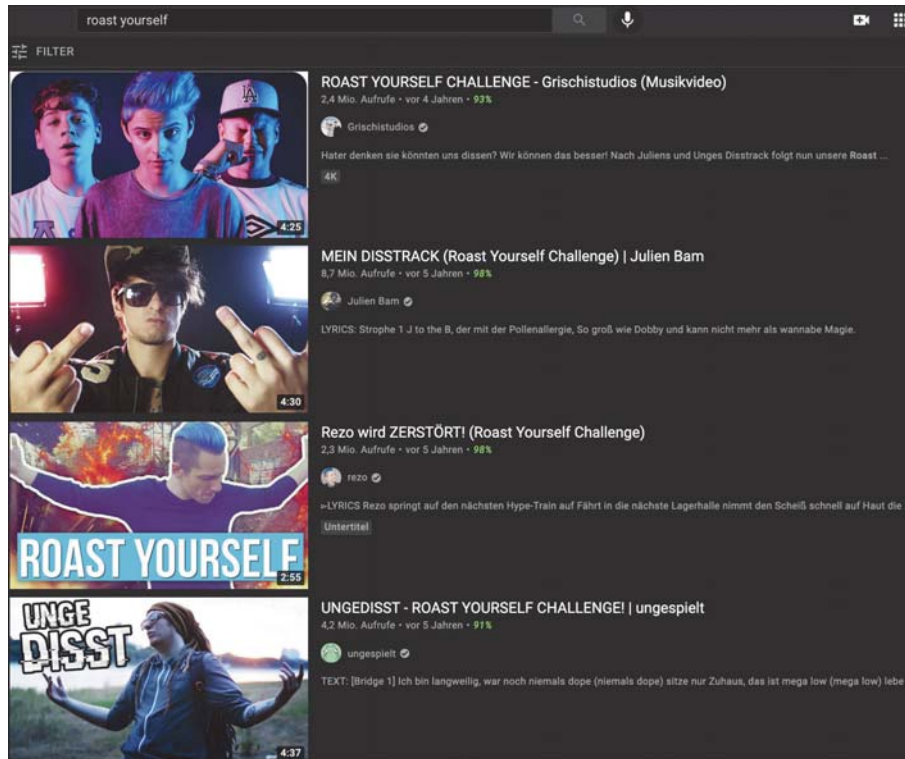 roast yourself
FILTER
ROAST YOURSELF CHALLENGE - Grischistudios (Musikvideo)
2,4 Mio. Aufrufe • vor 4 Jahren • 93%
Grischistudios
Hater denken sie könnten uns dissen? Wir können das besser! Nach Juliens und Unges Disstrack folgt nun unsere Roast ...
4K
LA
4:25
MEIN DISSTRACK (Roast Yourself Challenge) | Julien Bam
8,7 Mio. Aufrufe • vor 5 Jahren • 98%
Julien Bam
LYRICS: Strophe 1 J to the B, der mit der Pollenallergie, So groß wie Dobby und kann nicht mehr als wannabe Magie.
4:30
Rezo wird ZERSTÖRT! (Roast Yourself Challenge)
2,3 Mio. Aufrufe • vor 5 Jahren • 98%
rezo
▻LYRICS Rezo springt auf den nächsten Hype-Train auf Fährt in die nächste Lagerhalle nimmt den Scheiß schnell auf Haut die
Untertitel
ROAST YOURSELF
2:55
UNGE
DISST
UNGEDISST - ROAST YOURSELF CHALLENGE! | ungespielt
4,2 Mio. Aufrufe • vor 5 Jahren • 91%
ungespielt
TEXT: [Bridge 1] Ich bin langweilig, war noch niemals dope (niemals dope) sitze nur Zuhaus, das ist mega low (mega low) lebe
4:37